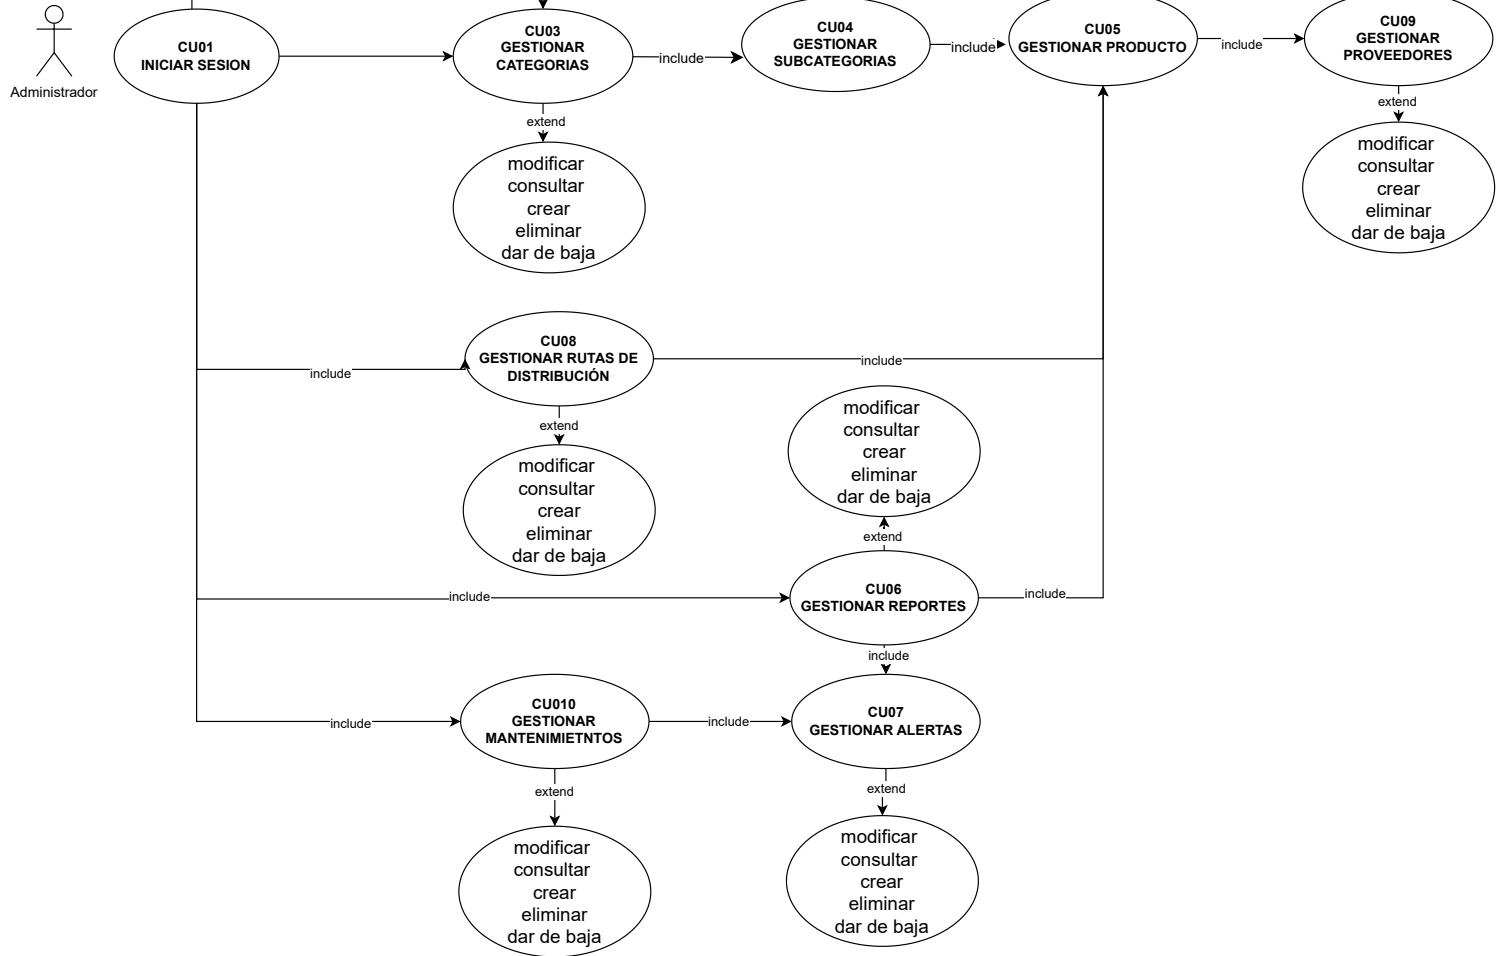 Administrador
CU01
INICIAR SESION
CU03
GESTIONAR
CATEGORIAS
include
CU04
GESTIONAR
SUBCATEGORIAS
include
CU05
GESTIONAR PRODUCTO
include
CU09
GESTIONAR
PROVEEDORES
extend
modificar
consultar
crear
eliminar
dar de baja
extend
modificar
consultar
crear
eliminar
dar de baja
include
CU08
GESTIONAR RUTAS DE
DISTRIBUCIÓN
include
extend
modificar
consultar
crear
eliminar
dar de baja
modificar
consultar
crear
eliminar
dar de baja
extend
include
CU06
GESTIONAR REPORTES
include
include
include
CU010
GESTIONAR
MANTENIMIETNTOS
include
CU07
GESTIONAR ALERTAS
extend
modificar
consultar
crear
eliminar
dar de baja
extend
modificar
consultar
crear
eliminar
dar de baja